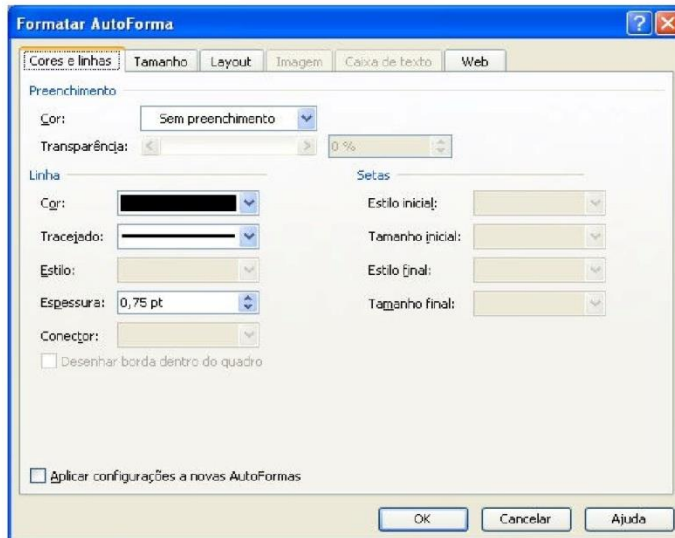 Formatar AutoForma
Cores e linhas Tamanho Layout Imagem Caixa de texto Web
Preenchimento
Cor: Sem preenchimento
Transparência: 0 %
Linha Setas
Cor: Estilo inicial:
Tracejado: Tamanho inicial:
Estilo: Estilo final:
Espessura: 0,75 pt Tamanho final:
Conector:
Desenhar borda dentro do quadro
Aplicar configurações a novas AutoFormas
OK Cancelar Ajuda